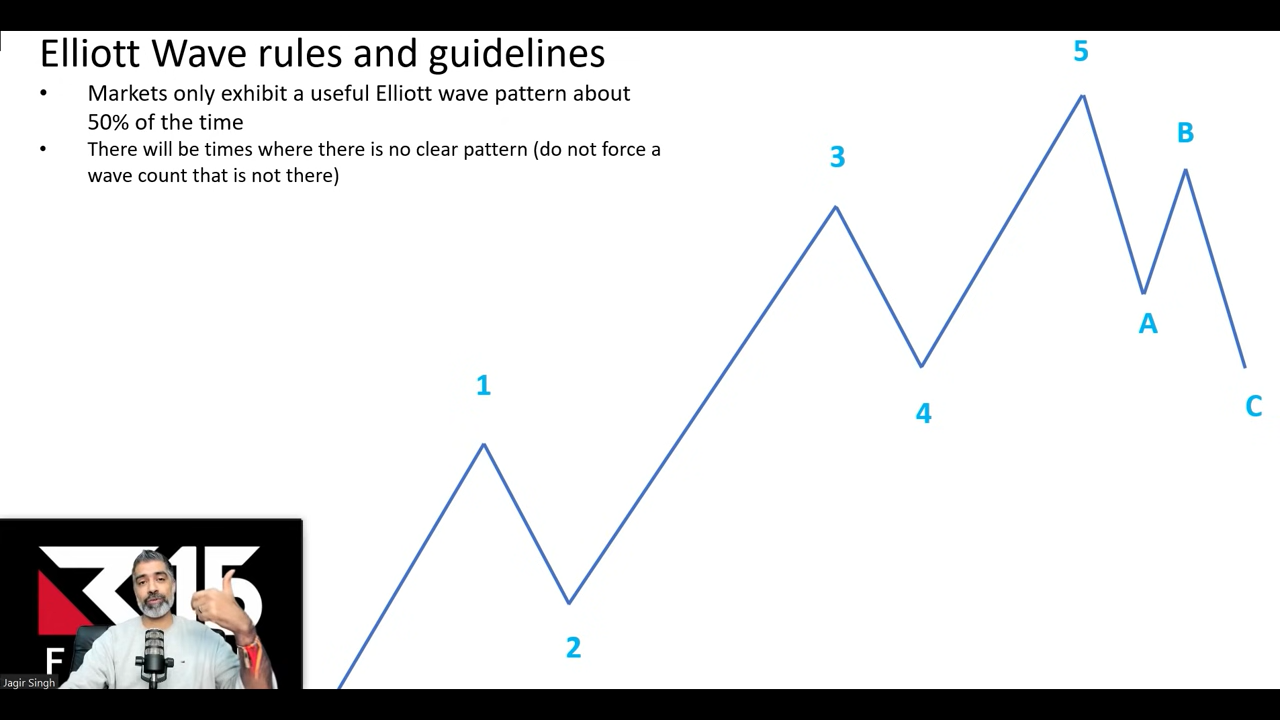 Elliott Wave rules and guidelines
• Markets only exhibit a useful Elliott wave pattern about
50% of the time
• There will be times where there is no clear pattern (do not force a
wave count that is not there)
5
B
3
A
1
C
4
2
15
F
Jagir Singh